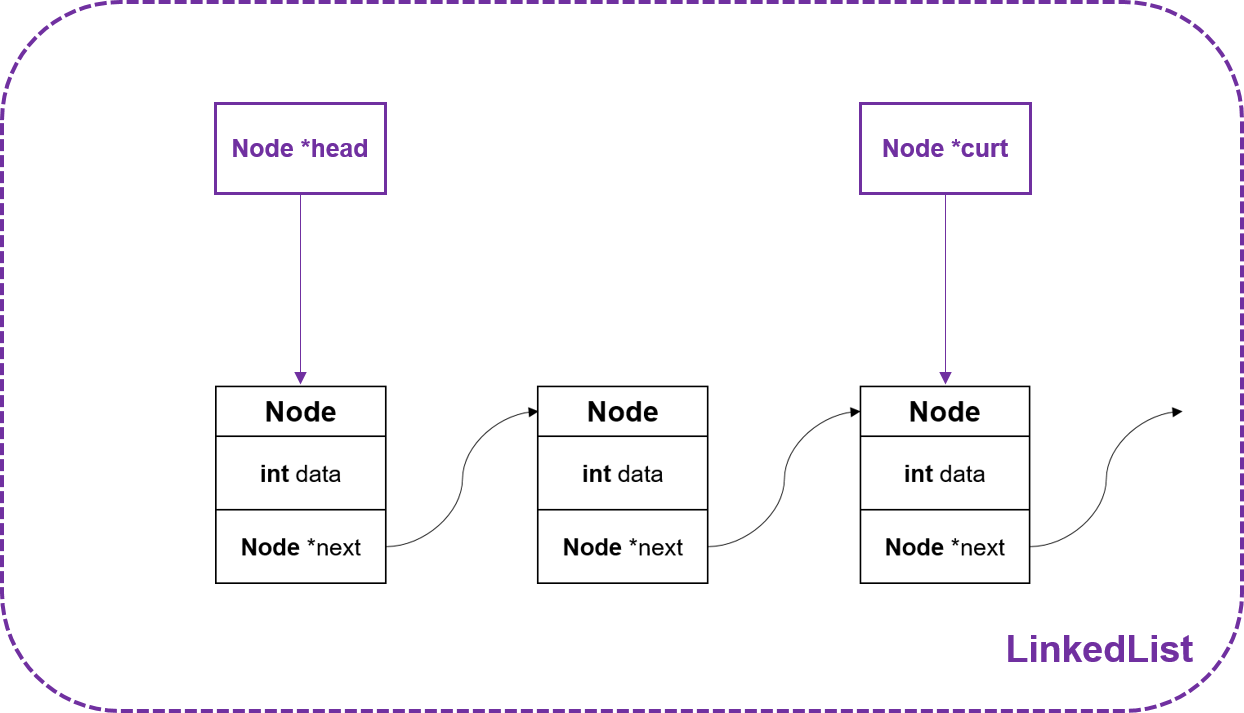 Node *head
Node *curt
Node
Node
Node
int data
int data
int data
Node *next
Node *next
Node *next
LinkedList